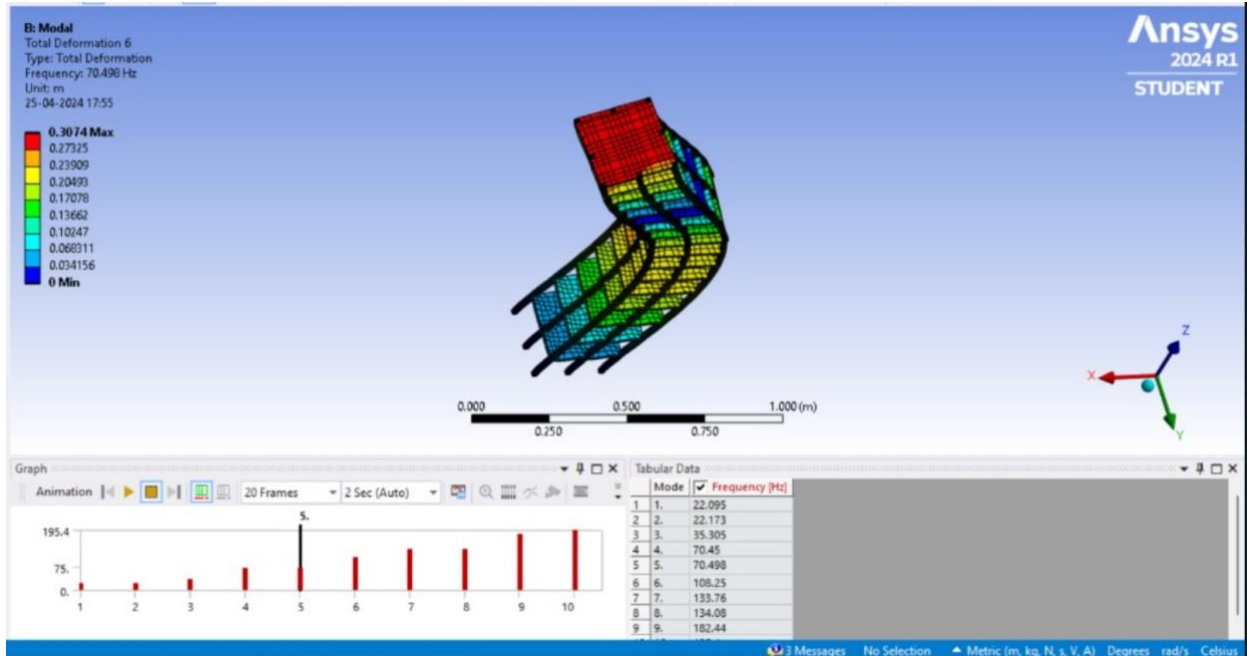 B: Modal
Total Deformation 6
Type: Total Deformation
Frequency: 70.498 Hz
Unit: m
25-04-2024 17:55
0.3074 Max
0.27325
0.23909
0.20493
0.17078
0.13662
0.10247
0.068311
0.034156
0 Min
Ansys
2024 R1
STUDENT
Z
X
Y
0.000 0.500 1.000 (m)
0.250 0.750
Graph
Animation 20 Frames 2 Sec (Auto)
5.
195.4
75.
0.
1 2 3 4 5 6 7 8 9 10
Tabular Data
Mode Frequency [Hz]
1 1. 22.095
2 2. 22.173
3 3. 35.305
4 4. 70.45
5 5. 70.498
6 6. 108.25
7 7. 133.76
8 8. 134.08
9 9. 182.44
3 Messages No Selection Metric (m, kg, N, s, V, A) Degrees rad/s Celsius